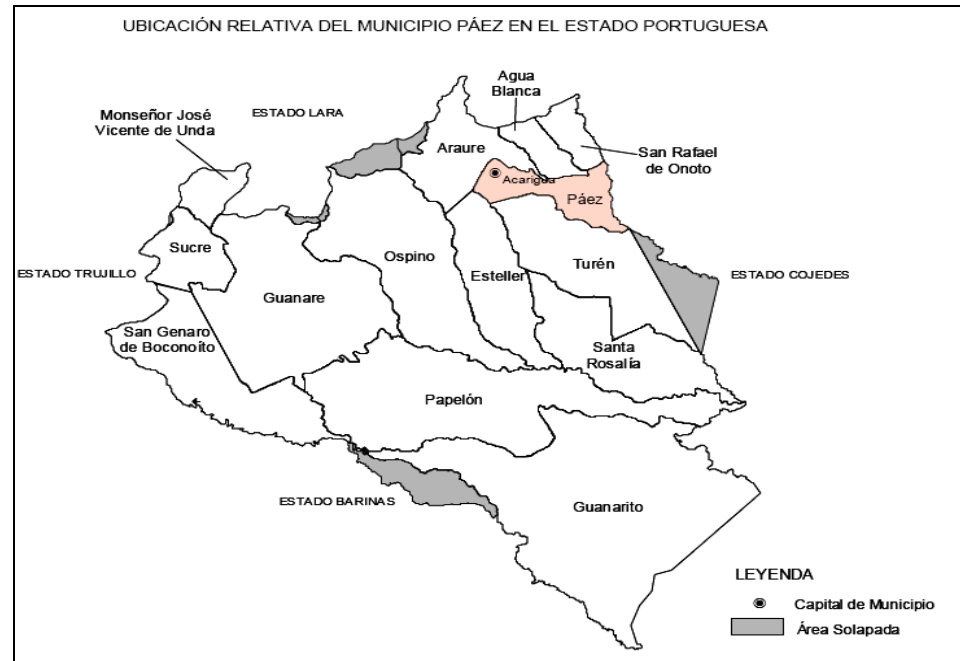 UBICACIÓN RELATIVA DEL MUNICIPIO PÁEZ EN EL ESTADO PORTUGUESA
Agua
Blanca
Monseñor José
Vicente de Unda
ESTADO LARA
Araure
San Rafael
de Onoto
Acarigua
Páez
Sucre
Ospino
Turén
ESTADO TRUJILLO
Esteller
ESTADO COJEDES
Guanare
San Genaro
de Boconoíto
Santa
Rosalía
Papelón
ESTADO BARINAS
Guanarito
LEYENDA
Capital de Municipio
Área Solapada